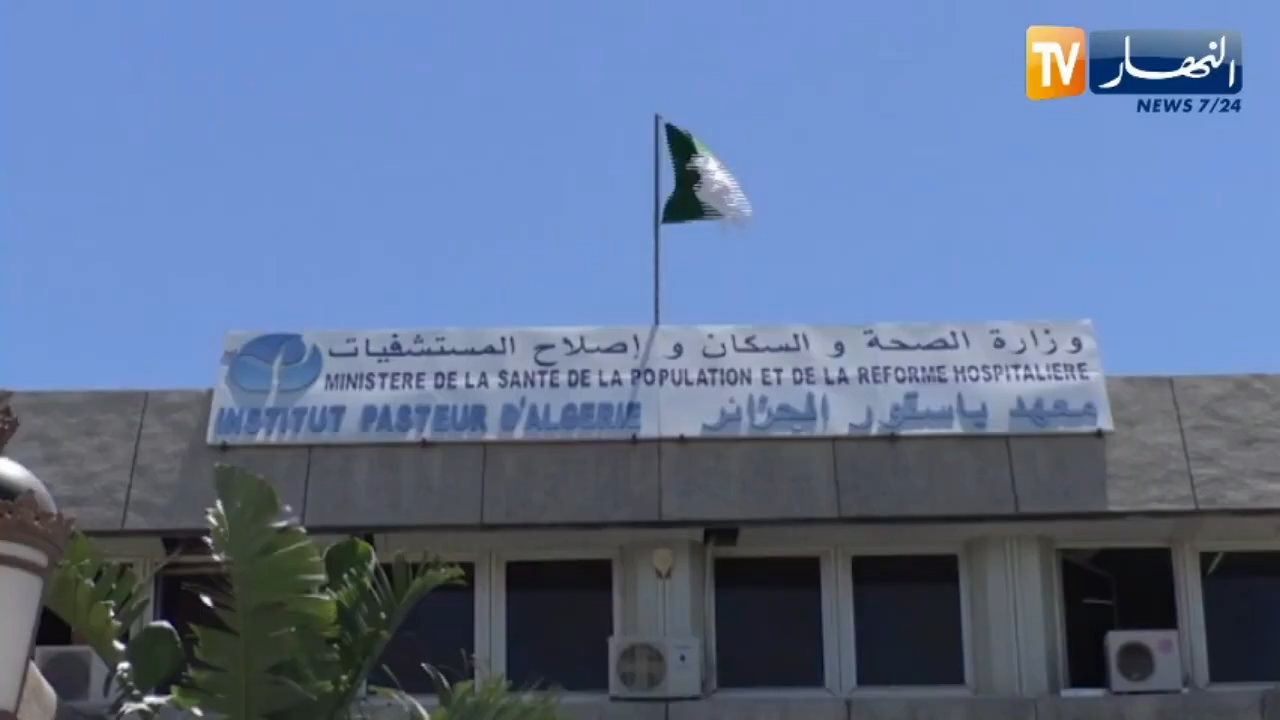 TV النهار
NEWS 7/24
وزارة الصحة و السكان و إصلاح المستشفيات
MINISTERE DE LA SANTE DE LA POPULATION ET DE LA REFORME HOSPITALIERE
INSTITUT PASTEUR D'ALGERIE معهد باستور الجزائر